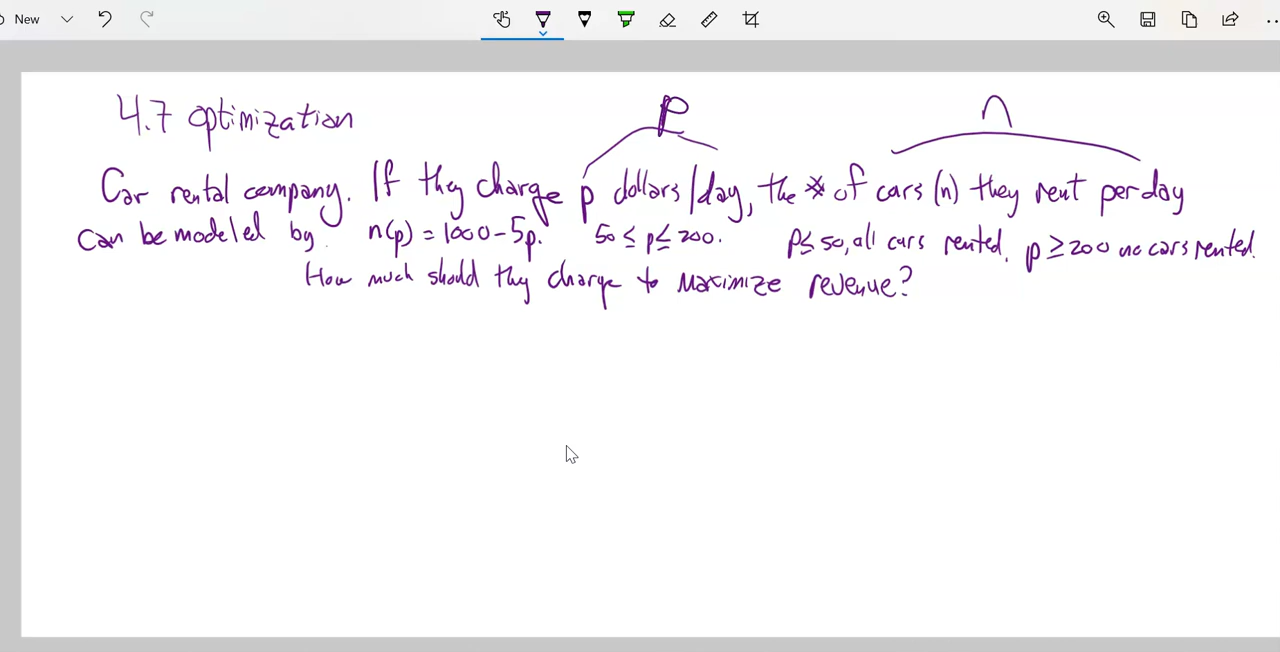 New
4.7 optimization
P
n
Car rental company. If they charge p dollars/day, the # of cars (n) they rent per day
can be modeled by. n(p) = 1000-5p. 50 ≤ p ≤ 200. P ≤ 50, all cars rented. p ≥ 200 no cars rented.
How much should they charge to maximize revenue?